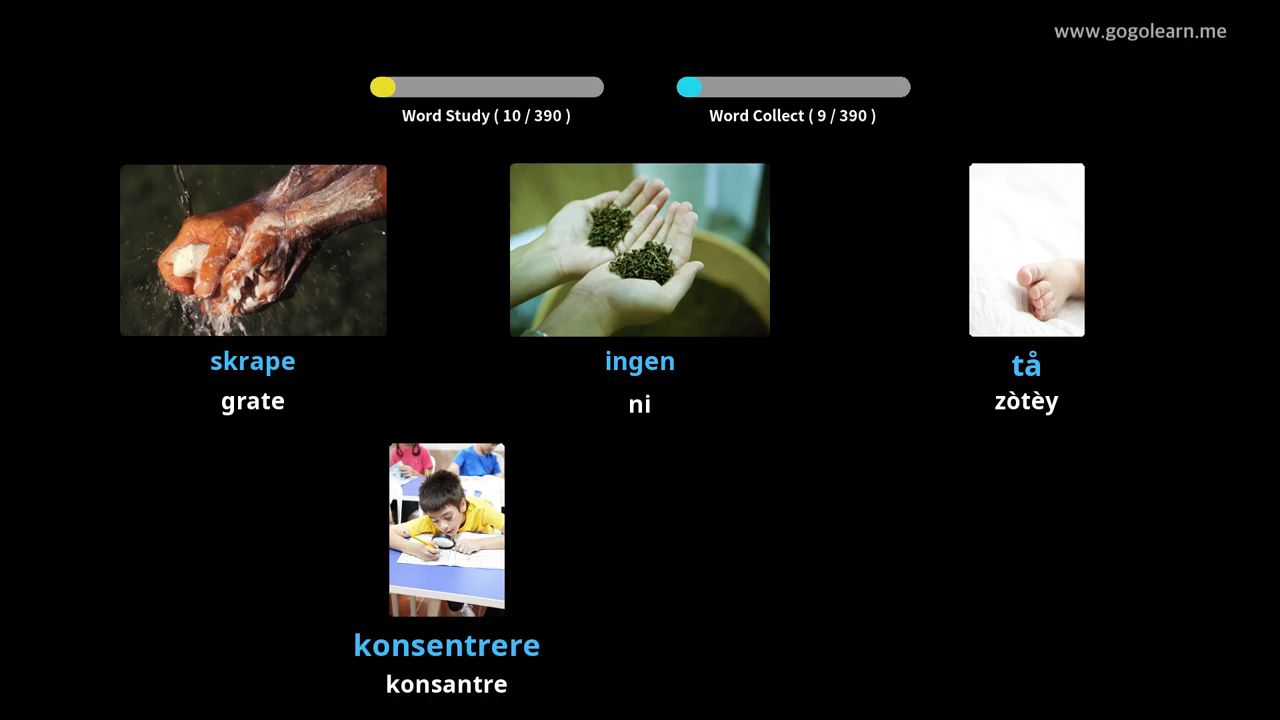 www.gogolearn.me
Word Study ( 10 / 390 )
Word Collect ( 9 / 390 )
skrape
grate
ingen
ni
tå
zòtèy
konsentrere
konsantre